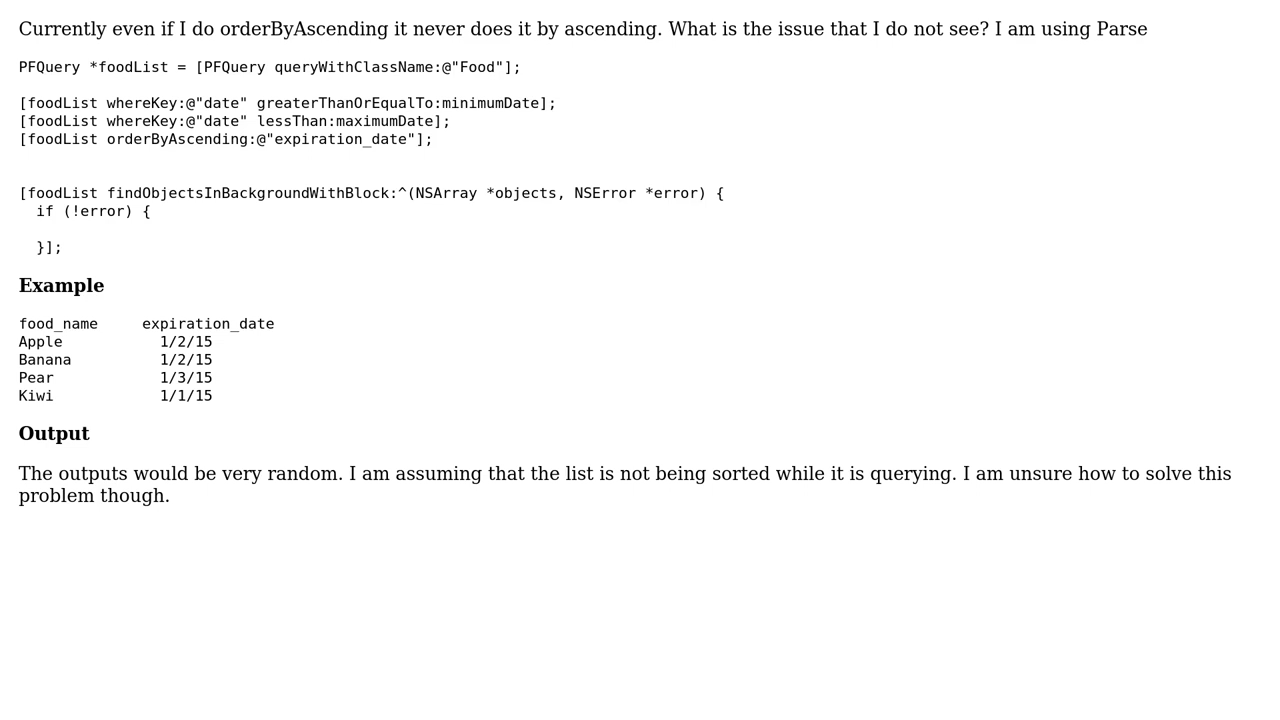 Currently even if I do orderByAscending it never does it by ascending. What is the issue that I do not see? I am using Parse
PFQuery *foodList = [PFQuery queryWithClassName:@"Food"];
[foodList whereKey:@"date" greaterThanOrEqualTo:minimumDate];
[foodList whereKey:@"date" lessThan:maximumDate];
[foodList orderByAscending:@"expiration_date"];
[foodList findObjectsInBackgroundWithBlock:^(NSArray *objects, NSError *error) {
  if (!error) {
  }];
Example
food_name     expiration_date
Apple           1/2/15
Banana          1/2/15
Pear            1/3/15
Kiwi            1/1/15
Output
The outputs would be very random. I am assuming that the list is not being sorted while it is querying. I am unsure how to solve this
problem though.